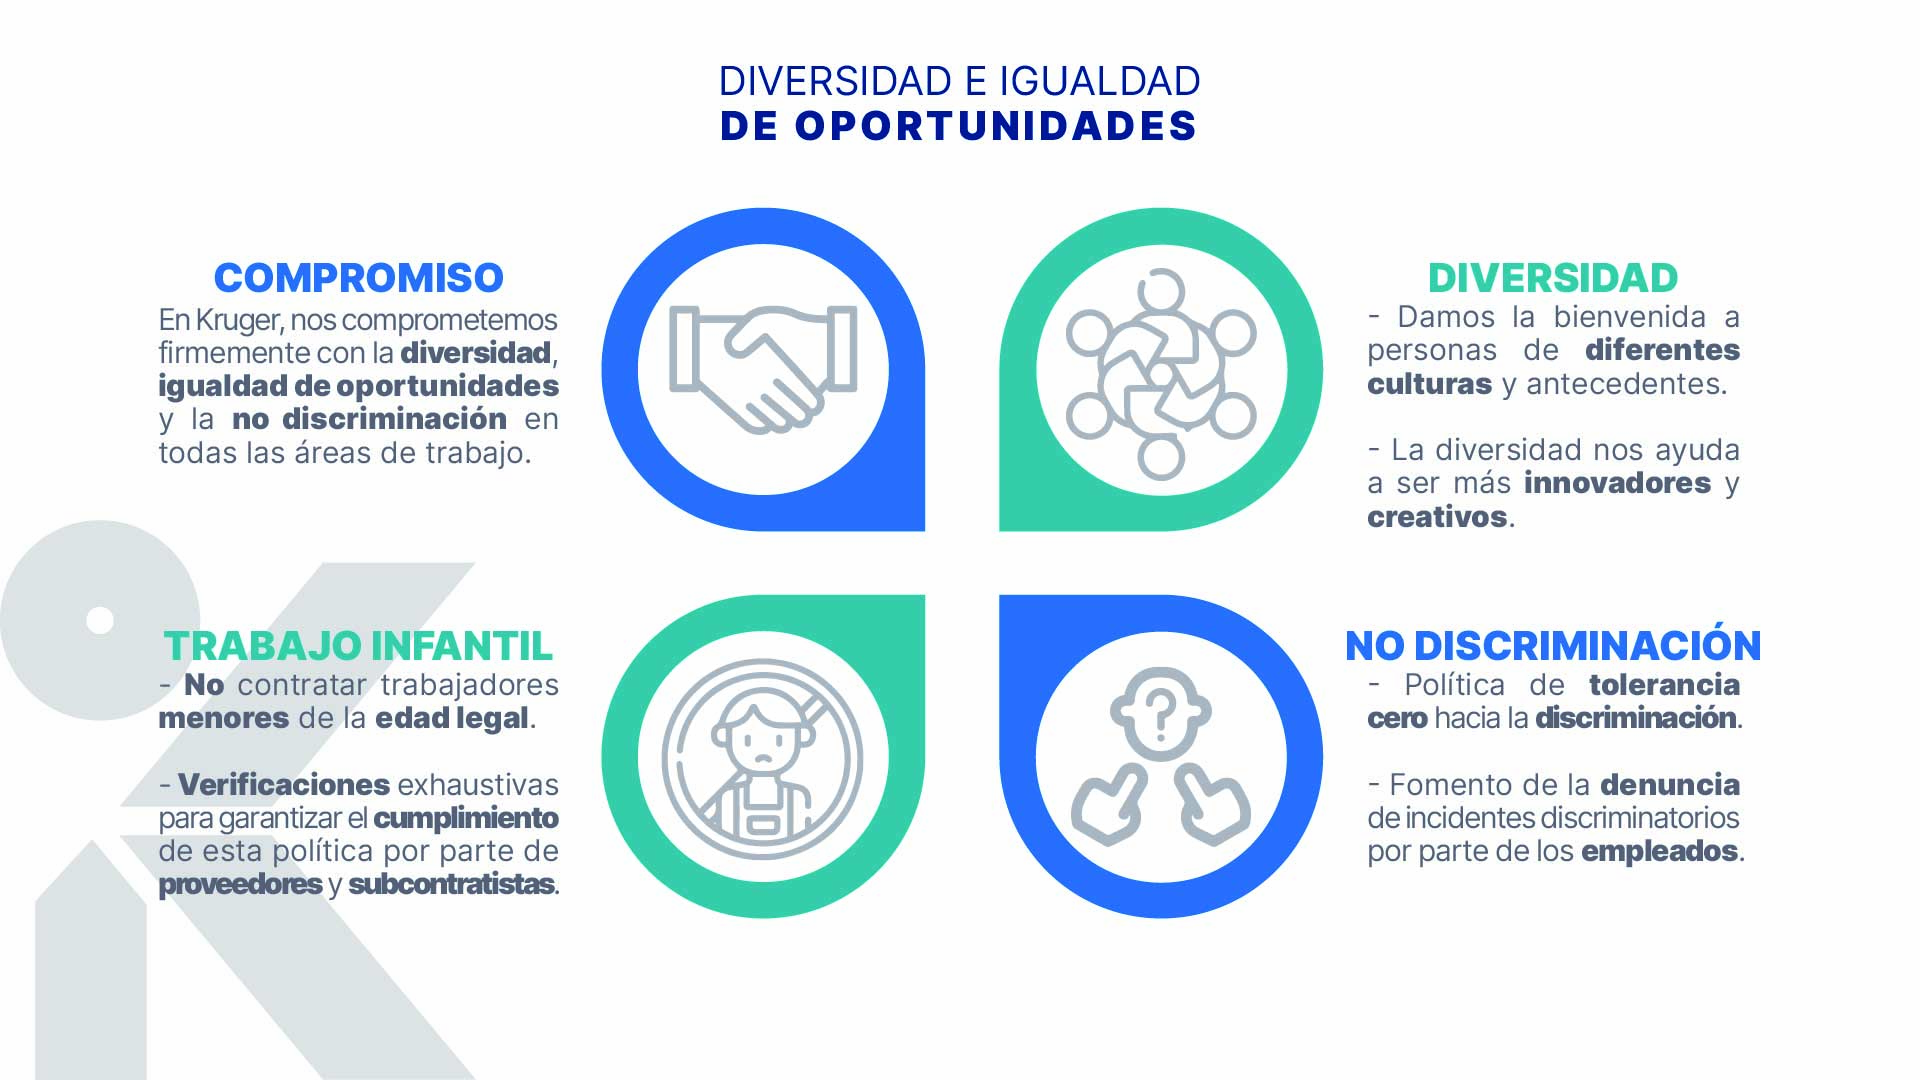 DIVERSIDAD E IGUALDAD
DE OPORTUNIDADES
COMPROMISO
En Kruger, nos comprometemos
firmemente con la diversidad,
igualdad de oportunidades
y la no discriminación en
todas las áreas de trabajo.
DIVERSIDAD
- Damos la bienvenida a
personas de diferentes
culturas y antecedentes.
- La diversidad nos ayuda
a ser más innovadores y
creativos.
TRABAJO INFANTIL
- No contratar trabajadores
menores de la edad legal.
- Verificaciones exhaustivas
para garantizar el cumplimiento
de esta política por parte de
proveedores y subcontratistas.
NO DISCRIMINACIÓN
- Política de tolerancia
cero hacia la discriminación.
- Fomento de la denuncia
de incidentes discriminatorios
por parte de los empleados.
?